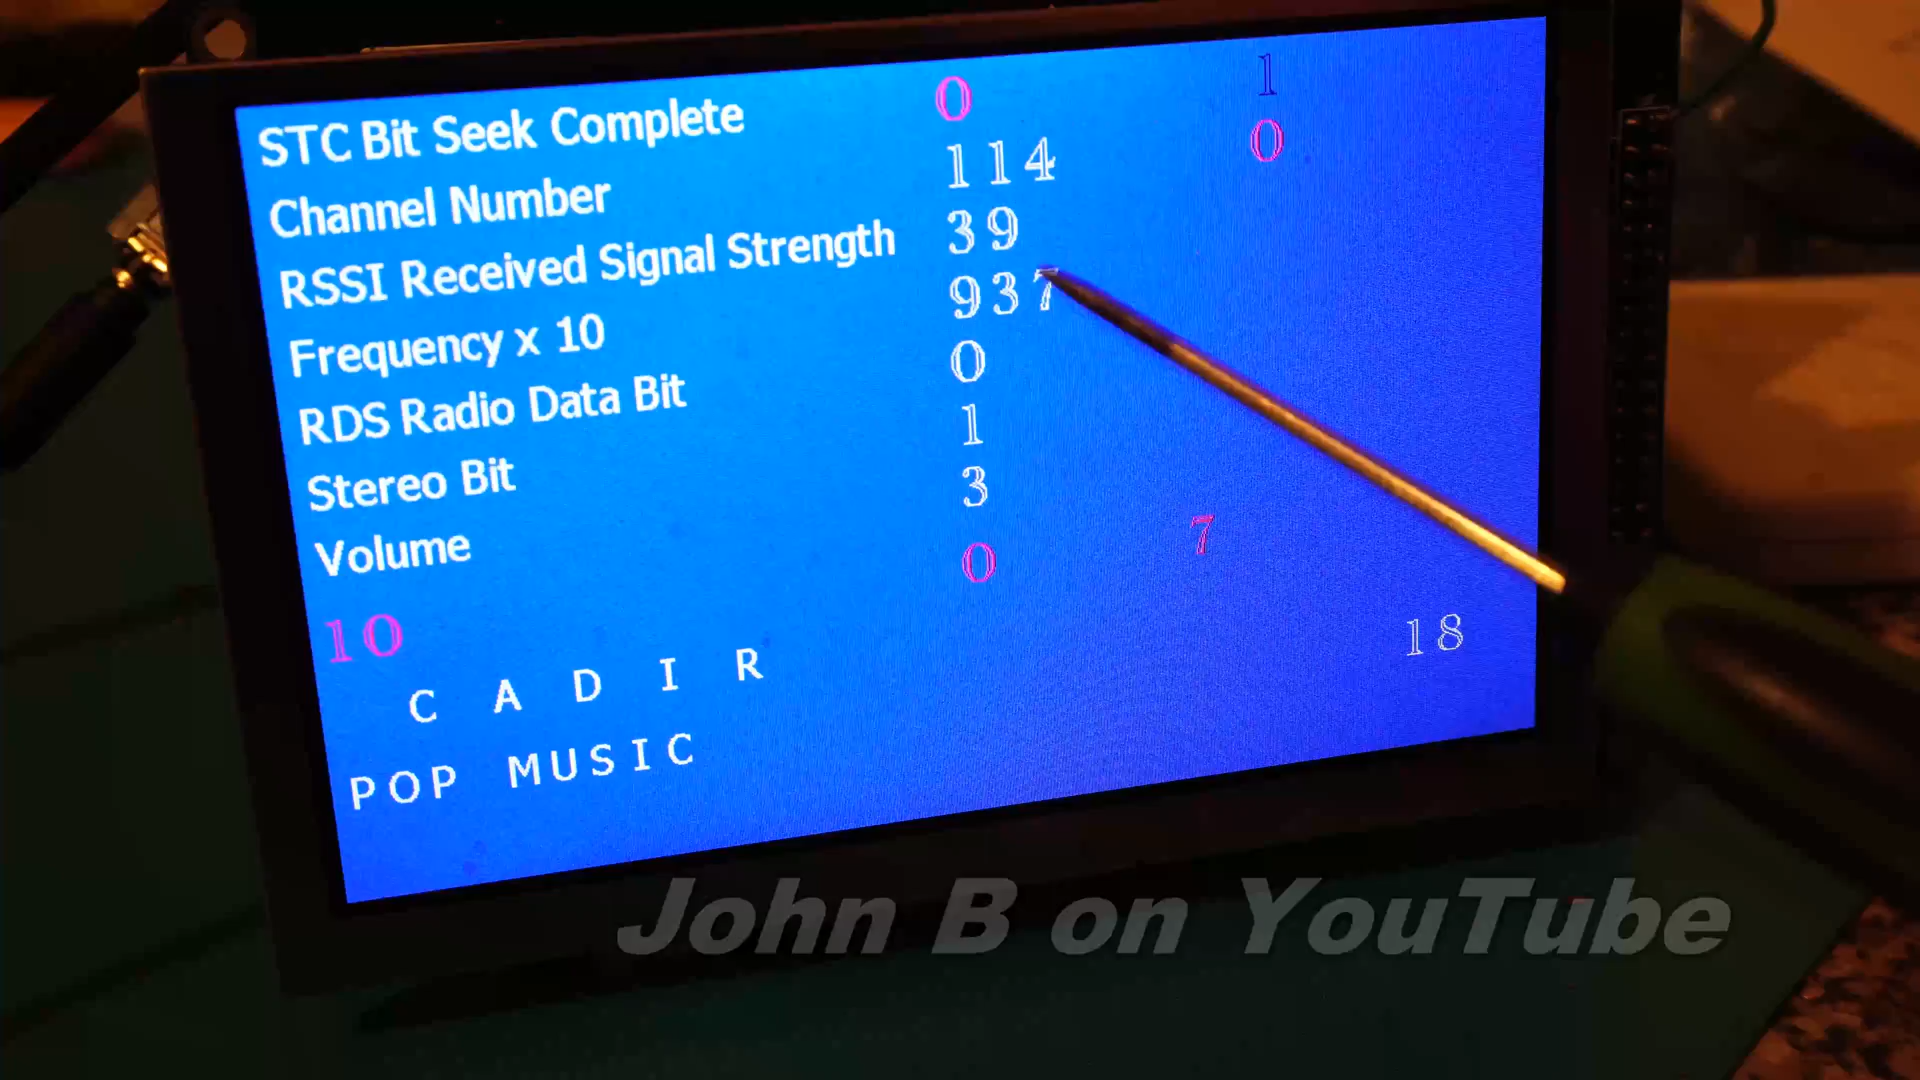 STC Bit Seek Complete 0 1
Channel Number 114 0
RSSI Received Signal Strength 39
Frequency x 10 937
RDS Radio Data Bit 0
Stereo Bit 1
Volume 3
0 7
10 18
C A D I R
POP MUSIC
John B on YouTube